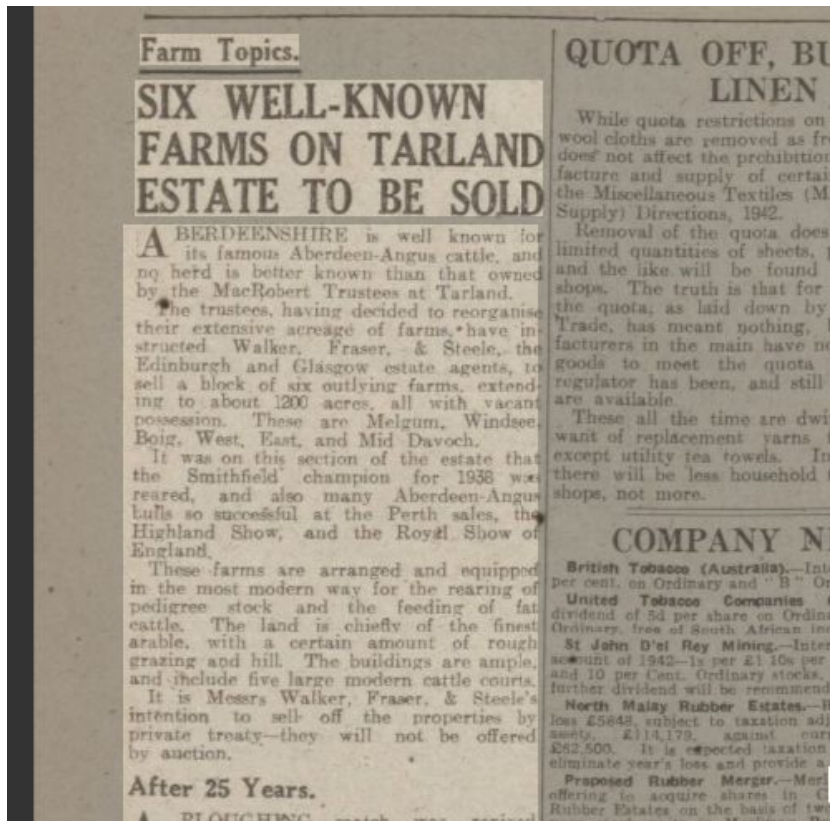 Farm Topics.
SIX WELL-KNOWN
FARMS ON TARLAND
ESTATE TO BE SOLD
ABERDEENSHIRE is well known for
its famous Aberdeen-Angus cattle, and
no herd is better known than that owned
by the MacRobert Trustees at Tarland.
The trustees, having decided to reorganise
their extensive acreage of farms, have in-
structed Walker, Fraser, & Steele, the
Edinburgh and Glasgow estate agents, to
sell a block of six outlying farms, extend-
ing to about 1200 acres, all with vacant
possession. These are Melgum, Windsee,
Boig, West, East, and Mid Davoch.
It was on this section of the estate that
the Smithfield champion for 1938 was
reared, and also many Aberdeen-Angus
bulls so successful at the Perth sales, the
Highland Show, and the Royal Show of
England.
These farms are arranged and equipped
in the most modern way for the rearing of
pedigree stock and the feeding of fat
cattle. The land is chiefly of the finest
arable, with a certain amount of rough
grazing and hill. The buildings are ample,
and include five large modern cattle courts.
It is Messrs Walker, Fraser, & Steele's
intention to sell off the properties by
private treaty—they will not be offered
by auction.
After 25 Years.
A PLOUGHING match was
QUOTA OFF, BU
LINEN
While quota restrictions on
wool cloths are removed as fr
does not affect the prohibition
facture and supply of certai
the Miscellaneous Textiles (M
Supply) Directions, 1942.
Removal of the quota does
limited quantities of sheets, p
and the like will be found
shops. The truth is that for
the quota, as laid down by
Trade, has meant nothing,
facturers in the main have no
goods to meet the quota
regulator has been, and still
are available.
These all the time are dwi
want of replacement yarns
except utility tea towels. In
there will be less household
shops, not more.
COMPANY N
British Tobacco (Australia).—Inte
per cent. on Ordinary and "B" Or
United Tobacco Companies
dividend of 5d per share on Ordin
Ordinary, free of South African inc
St John D'el Rey Mining.—Inter
account of 1942—1s per £1 10s per
and 10 per Cent. Ordinary stocks,
further dividend will be recommend
North Malay Rubber Estates.—
loss £5648, subject to taxation adj
assets, £114,179, against curr
£62,500. It is expected taxation
eliminate year's loss and provide a
Proposed Rubber Merger.—Merl
offering to acquire shares in C
Rubber Estates on the basis of two